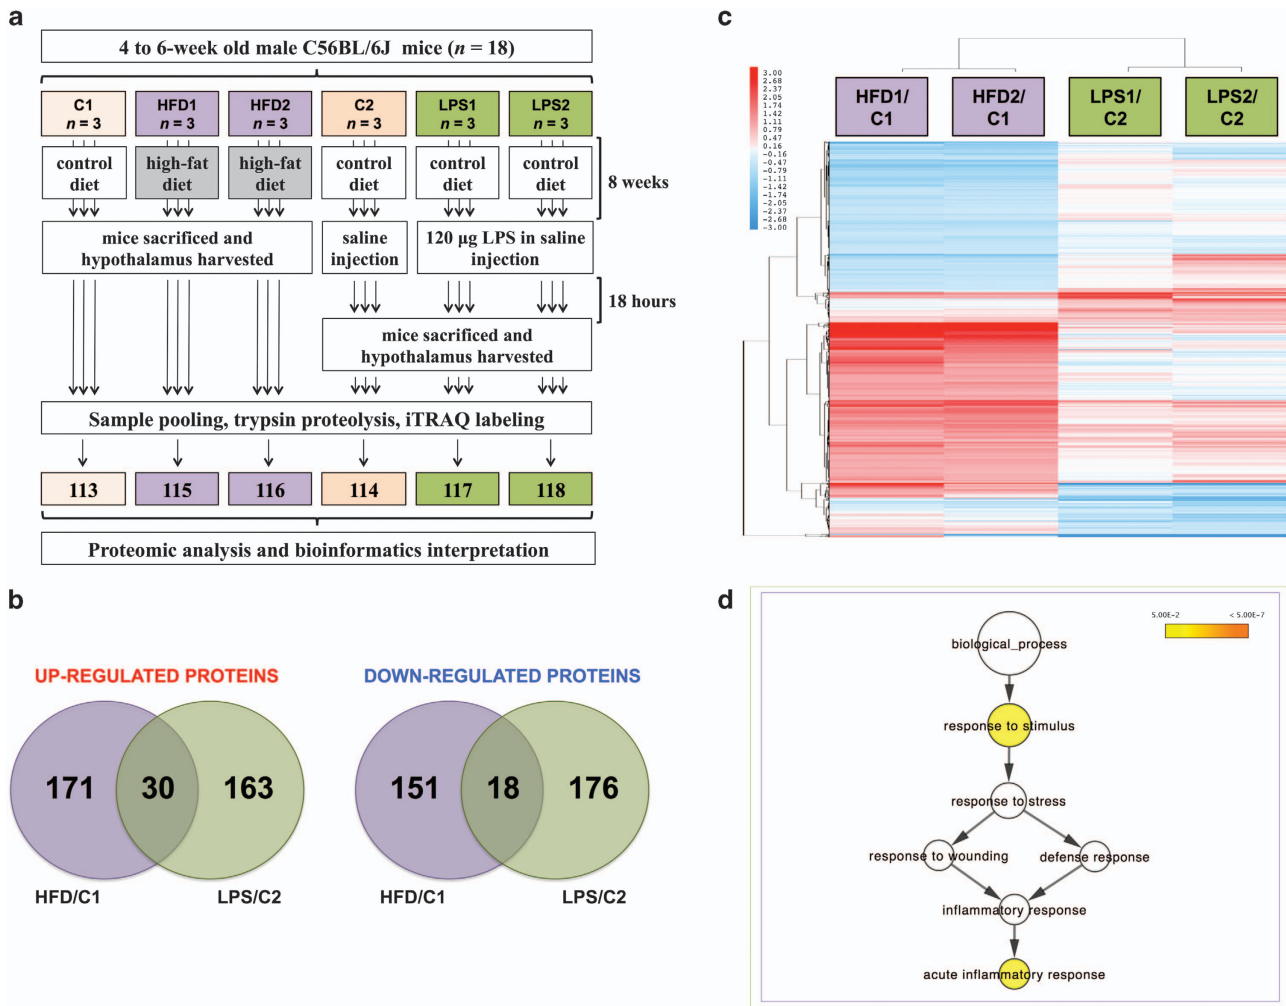 a
4 to 6-week old male C56BL/6J mice (n = 18)
C1 HFD1 HFD2 C2 LPS1 LPS2
n = 3 n = 3 n = 3 n = 3 n = 3 n = 3
control high-fat high-fat control control control
diet diet diet diet diet diet
8 weeks
mice sacrificed and
hypothalamus harvested
saline
injection
120 µg LPS in saline
injection
18 hours
mice sacrificed and
hypothalamus harvested
Sample pooling, trypsin proteolysis, iTRAQ labeling
113 115 116 114 117 118
Proteomic analysis and bioinformatics interpretation
b
UP-REGULATED PROTEINS
171 30 163
HFD/C1 LPS/C2
DOWN-REGULATED PROTEINS
151 18 176
HFD/C1 LPS/C2
c
3.00
2.68
2.37
2.05
1.74
1.42
1.11
0.79
0.47
0.16
-0.16
-0.47
-0.79
-1.11
-1.42
-1.74
-2.05
-2.37
-2.68
-3.00
HFD1/ HFD2/ LPS1/ LPS2/
C1 C1 C2 C2
d
5.00E-2 < 5.00E-7
biological_process
response to stimulus
response to stress
response to wounding defense response
inflammatory response
acute inflammatory response